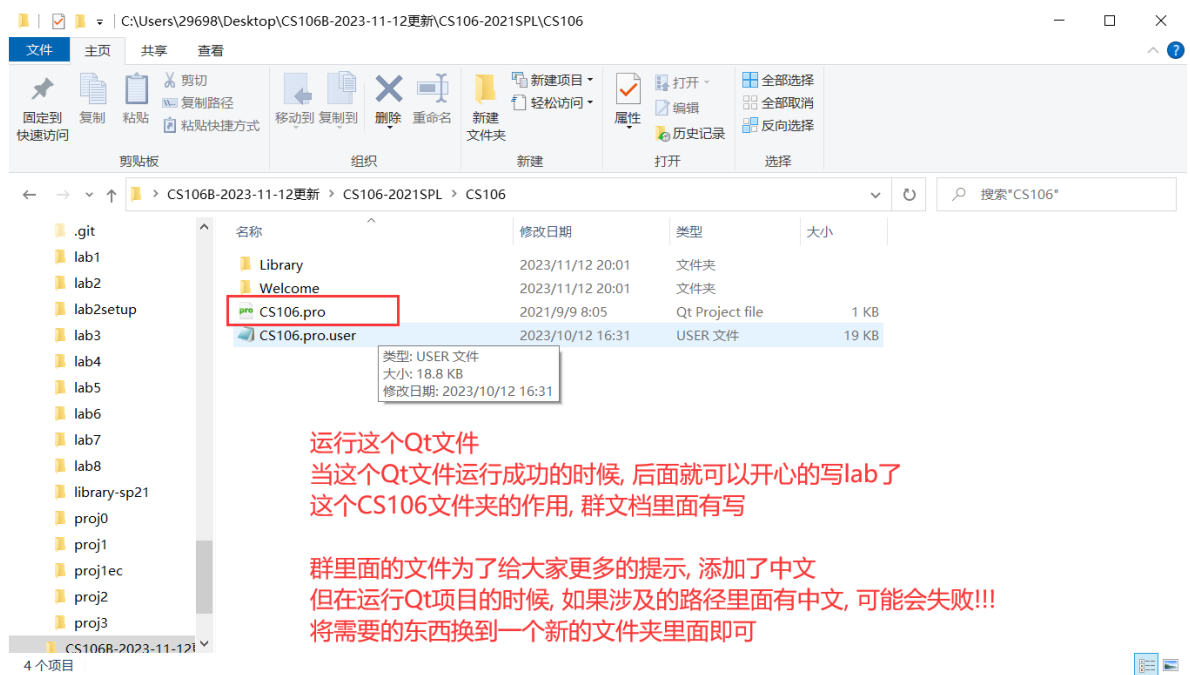 C:\Users\29698\Desktop\CS106B-2023-11-12更新\CS106-2021SPL\CS106
文件 主页 共享 查看
固定到快速访问
复制
粘贴
剪切
复制路径
粘贴快捷方式
剪贴板
移动到 复制到 删除 重命名
组织
新建文件夹
新建项目
轻松访问
新建
属性
打开
编辑
历史记录
打开
全部选择
全部取消
反向选择
选择
CS106B-2023-11-12更新 > CS106-2021SPL > CS106
搜索"CS106"
.git
lab1
lab2
lab2setup
lab3
lab4
lab5
lab6
lab7
lab8
library-sp21
proj0
proj1
proj1ec
proj2
proj3
CS106B-2023-11-12更
名称 修改日期 类型 大小
Library 2023/11/12 20:01 文件夹
Welcome 2023/11/12 20:01 文件夹
pro CS106.pro 2021/9/9 8:05 Qt Project file 1 KB
CS106.pro.user 2023/10/12 16:31 USER 文件 19 KB
类型: USER 文件
大小: 18.8 KB
修改日期: 2023/10/12 16:31
运行这个Qt文件
当这个Qt文件运行成功的时候, 后面就可以开心的写lab了
这个CS106文件夹的作用, 群文档里面有写
群里面的文件为了给大家更多的提示, 添加了中文
但在运行Qt项目的时候, 如果涉及的路径里面有中文, 可能会失败!!!
将需要的东西换到一个新的文件夹里面即可
4 个项目